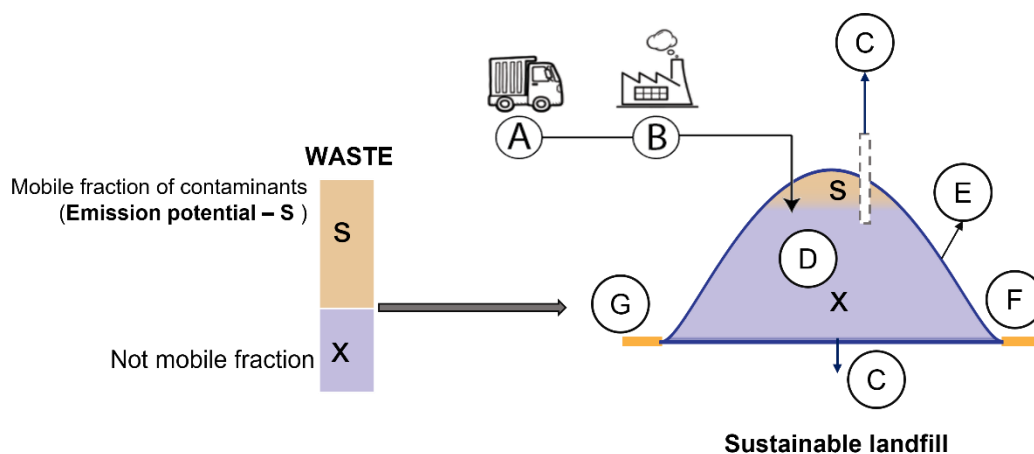 C
A
B
WASTE
Mobile fraction of contaminants
(Emission potential – S )
S
S
E
D
G
X
F
Not mobile fraction
X
C
Sustainable landfill